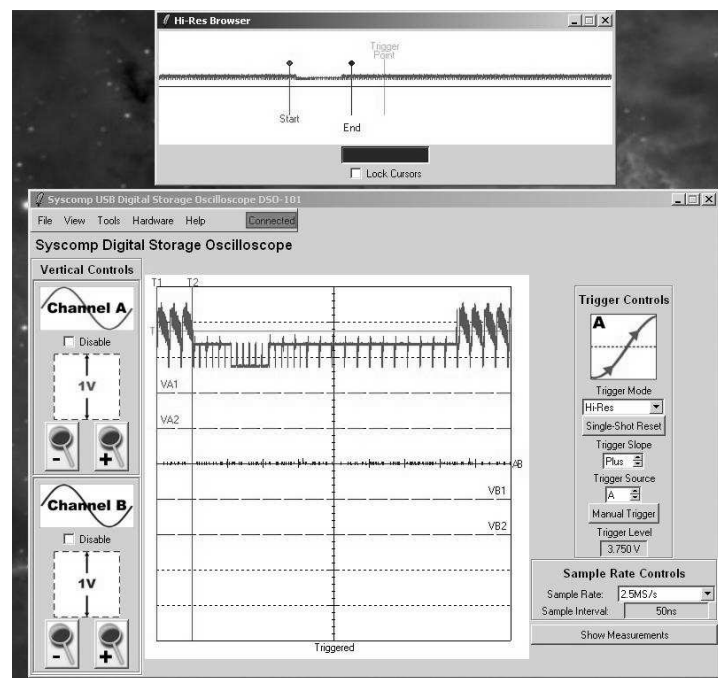 Hi-Res Browser
Trigger
Point
Start
End
Lock Cursors
Syscomp USB Digital Storage Oscilloscope DSO-101
File View Tools Hardware Help Connected
Syscomp Digital Storage Oscilloscope
Vertical Controls
Channel A
Disable
1V
- +
Channel B
Disable
1V
- +
T1 T2
T
VA1
VA2
AB
VB1
VB2
Triggered
Trigger Controls
A
Trigger Mode
Hi-Res
Single-Shot Reset
Trigger Slope
Plus
Trigger Source
A
Manual Trigger
Trigger Level
3.750 V
Sample Rate Controls
Sample Rate: 2.5MS/s
Sample Interval: 50ns
Show Measurements